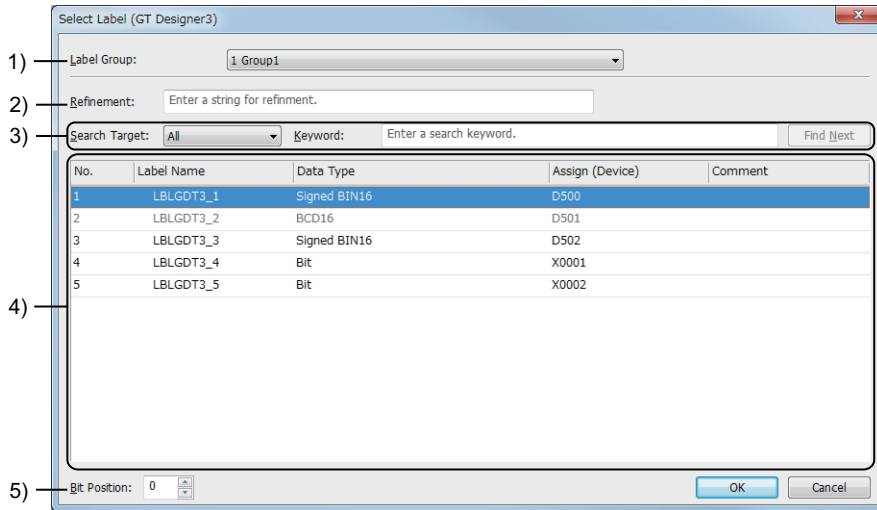 Select Label (GT Designer3)
1) Label Group: 1 Group1
2) Refinement: Enter a string for refinment.
3) Search Target: All Keyword: Enter a search keyword. Find Next
No. Label Name Data Type Assign (Device) Comment
1 LBLGDT3_1 Signed BIN16 D500
2 LBLGDT3_2 BCD16 D501
3 LBLGDT3_3 Signed BIN16 D502
4 LBLGDT3_4 Bit X0001
5 LBLGDT3_5 Bit X0002
4)
5) Bit Position: 0 OK Cancel